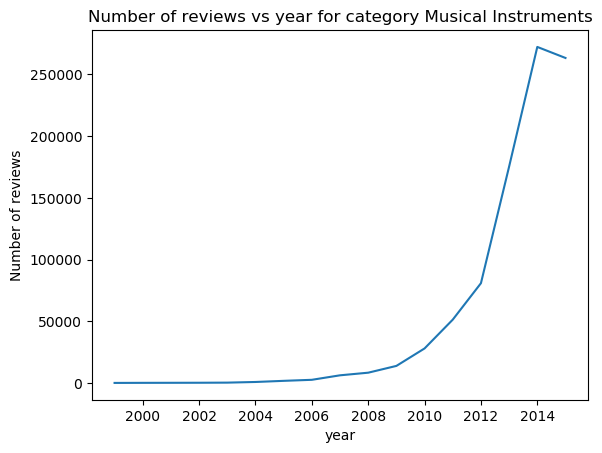 Number of reviews vs year for category Musical Instruments
Number of reviews
250000
200000
150000
100000
50000
0
2000 2002 2004 2006 2008 2010 2012 2014
year